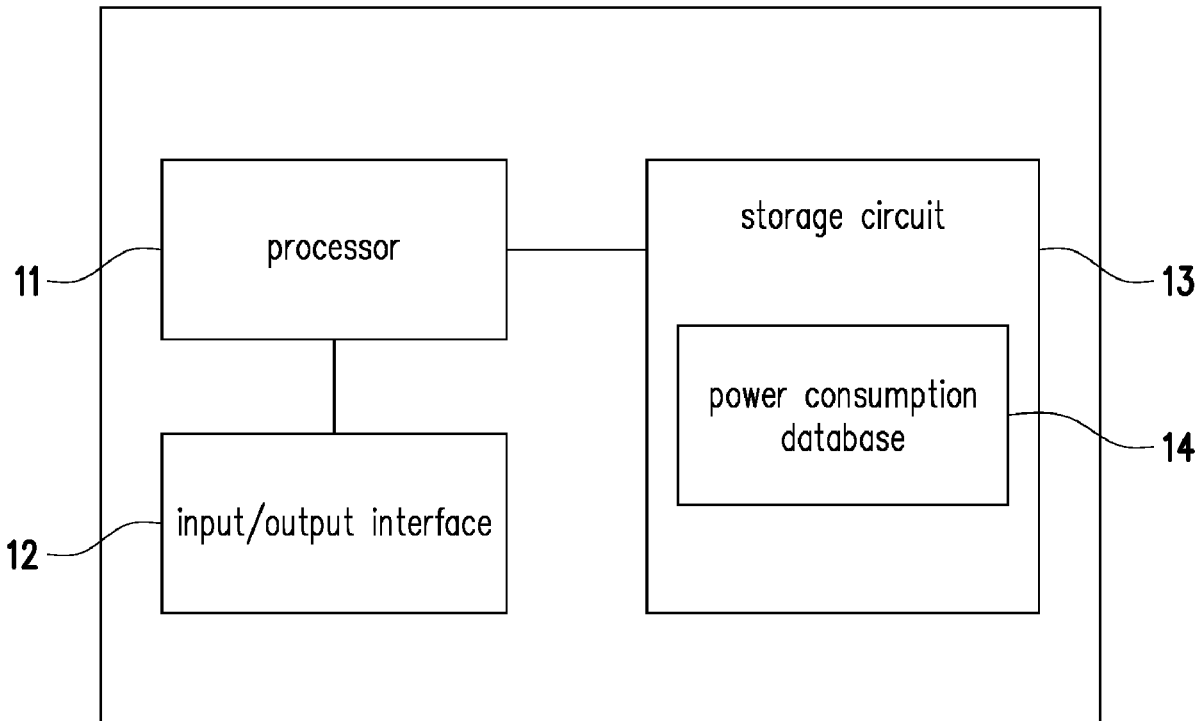 processor
storage circuit
11
13
power consumption
database
14
input/output interface
12